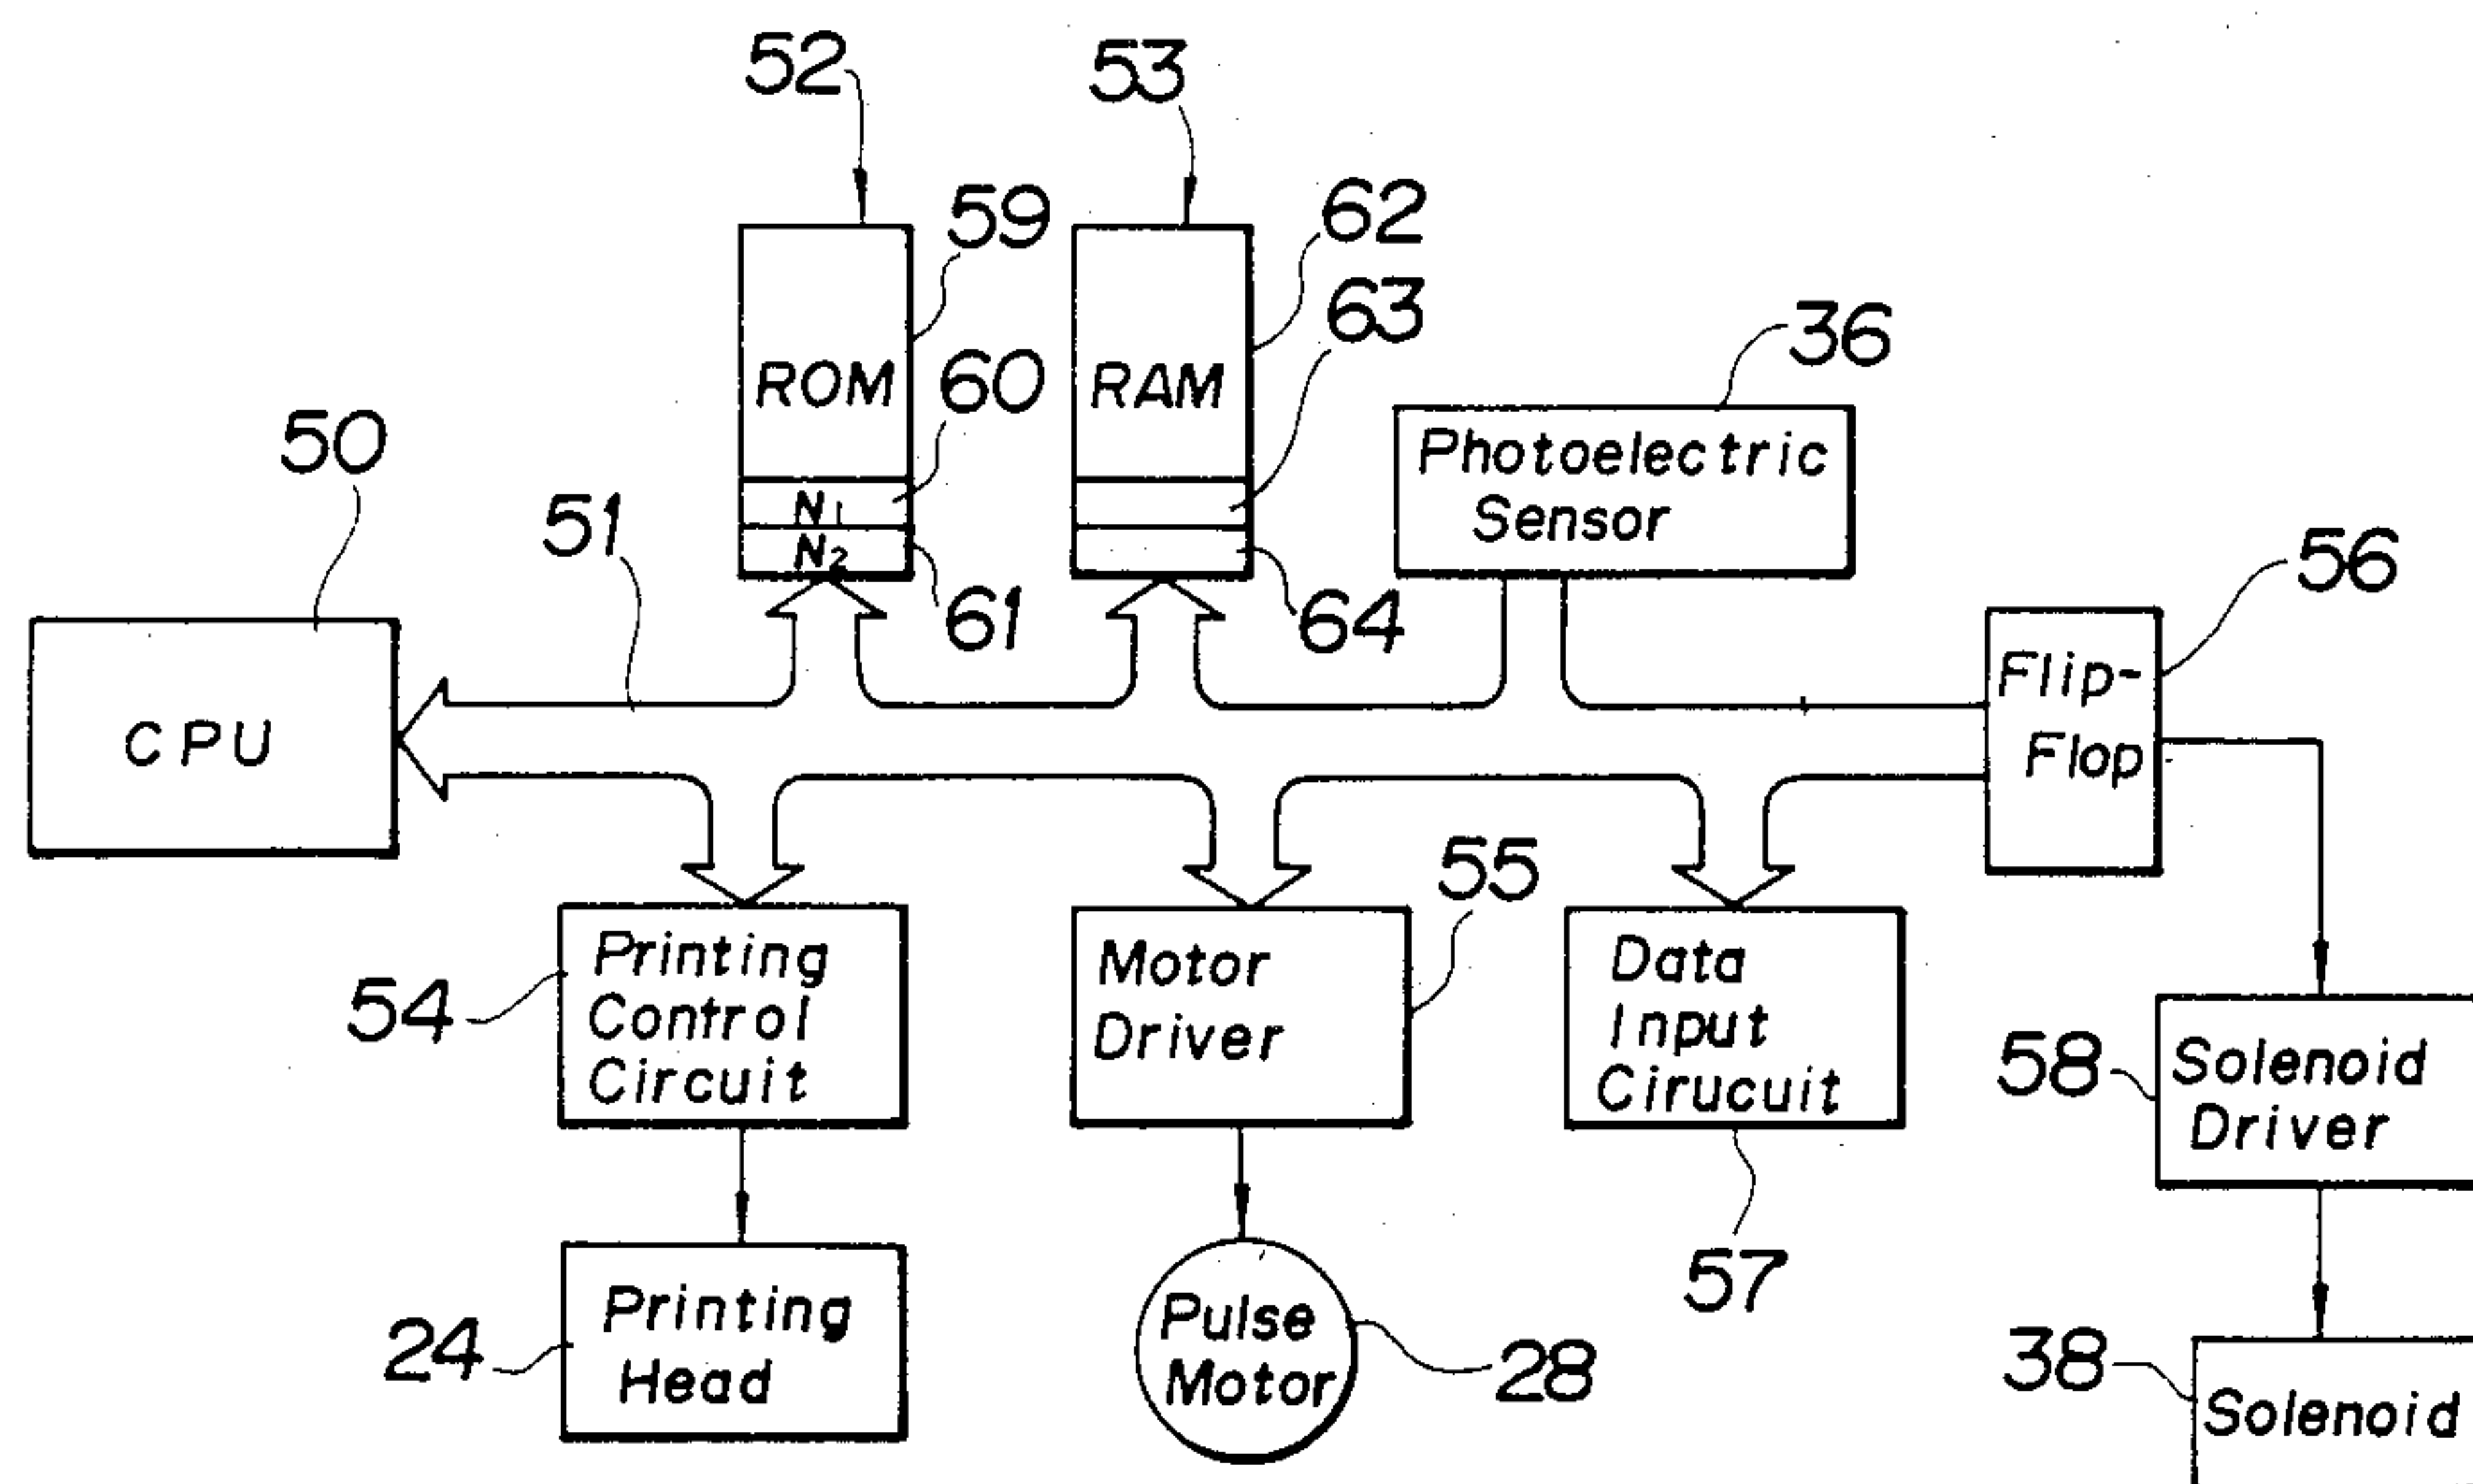 52
53
59
62
63
36
ROM
60
RAM
50
Photoelectric
Sensor
51
N1
N2
56
61
64
Flip-
Flop
CPU
55
54
Printing
Control
Circuit
Motor
Driver
Data
Input
Cirucuit
58
Solenoid
Driver
57
24
Printing
Head
Pulse
Motor
28
38
Solenoid